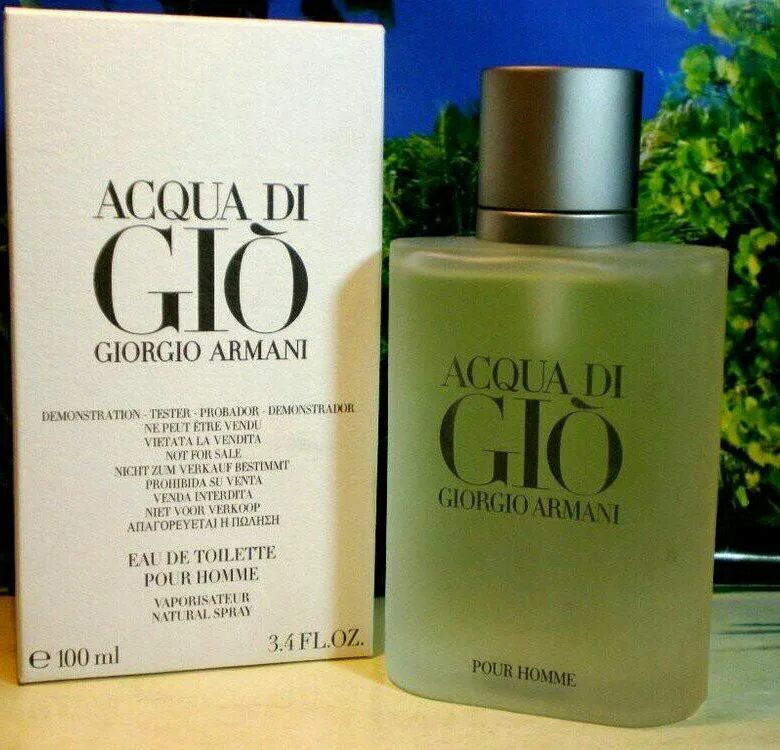 ACQUA DI
GIÒ
GIORGIO ARMANI
DEMONSTRATION - TESTER - PROBADOR - DEMONSTRADOR
NE PEUT ÊTRE VENDU
VIETATA LA VENDITA
NOT FOR SALE
NICHT ZUM VERKAUF BESTIMMT
PROHIBIDA SU VENTA
VENDA INTERDITA
NIET VOOR VERKOOP
ΑΠΑΓΟΡΕΥΕΤΑΙ Η ΠΩΛΗΣΗ
EAU DE TOILETTE
POUR HOMME
VAPORISATEUR
NATURAL SPRAY
e 100 ml
3.4 FL.OZ.
ACQUA DI
GIÒ
GIORGIO ARMANI
POUR HOMME